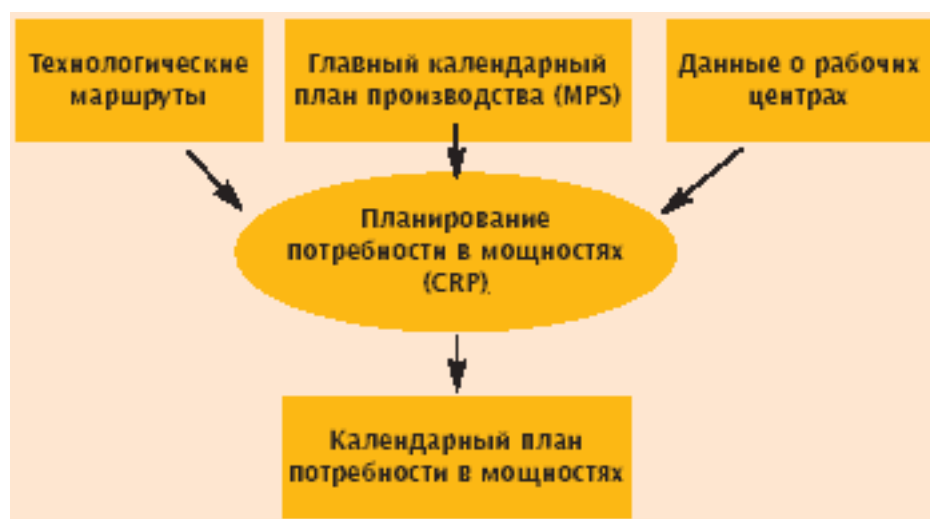 Технологические
маршруты
Главный календарный
план производства (MPS)
Данные о рабочих
центрах
Планирование
потребности в мощностях
(CRP)
Календарный план
потребности в мощностях